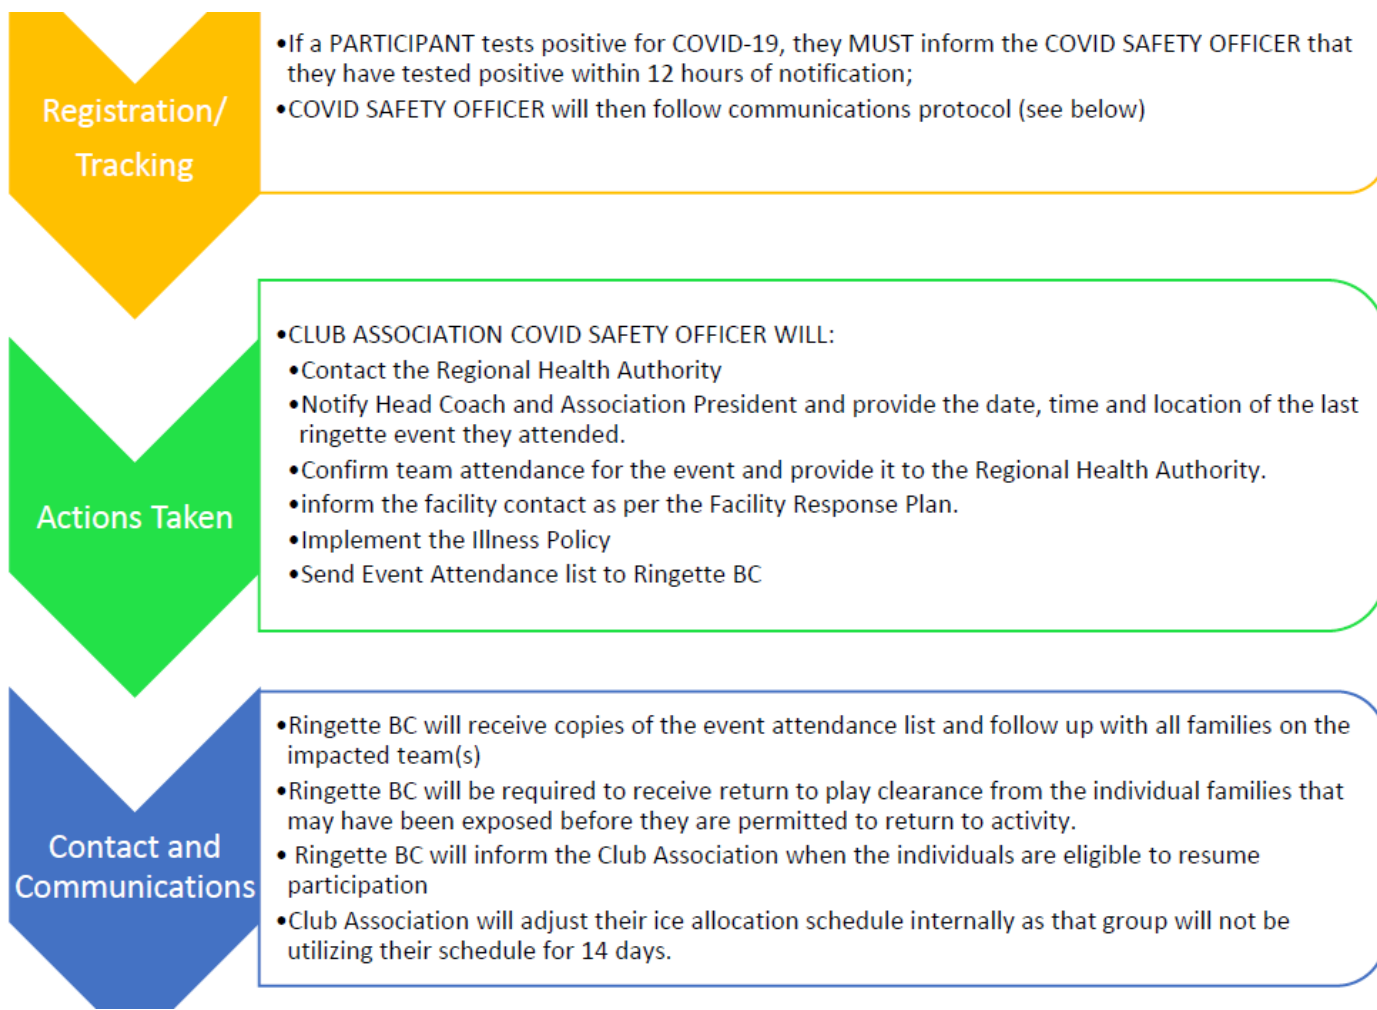 Registration/
Tracking
•If a PARTICIPANT tests positive for COVID-19, they MUST inform the COVID SAFETY OFFICER that
they have tested positive within 12 hours of notification;
•COVID SAFETY OFFICER will then follow communications protocol (see below)
Actions Taken
•CLUB ASSOCIATION COVID SAFETY OFFICER WILL:
•Contact the Regional Health Authority
•Notify Head Coach and Association President and provide the date, time and location of the last
ringette event they attended.
•Confirm team attendance for the event and provide it to the Regional Health Authority.
•inform the facility contact as per the Facility Response Plan.
•Implement the Illness Policy
•Send Event Attendance list to Ringette BC
Contact and
Communications
•Ringette BC will receive copies of the event attendance list and follow up with all families on the
impacted team(s)
•Ringette BC will be required to receive return to play clearance from the individual families that
may have been exposed before they are permitted to return to activity.
• Ringette BC will inform the Club Association when the individuals are eligible to resume
participation
•Club Association will adjust their ice allocation schedule internally as that group will not be
utilizing their schedule for 14 days.